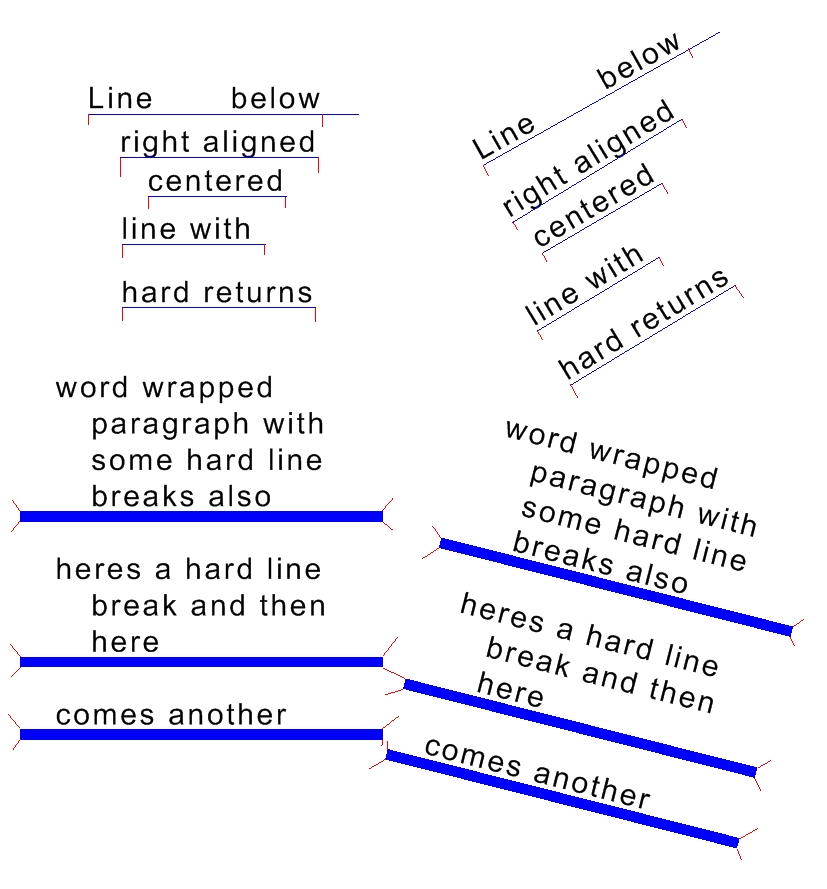 Line below
right aligned
centered
line with
hard returns
word wrapped
paragraph with
some hard line
breaks also
heres a hard line
break and then
here
comes another
Line below
right aligned
centered
line with
hard returns
word wrapped
paragraph with
some hard line
breaks also
heres a hard line
break and then
here
comes another